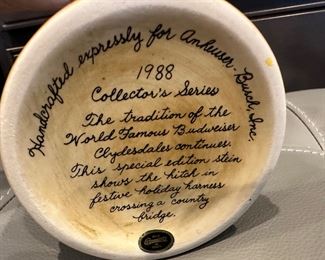 Handcrafted expressly for Anheuser-Busch, Inc.
1988
Collector's Series
The tradition of the
World Famous Budweiser
Clydesdales continues.
This special edition stein
shows the hitch in
festive holiday harness
crossing a country
bridge.